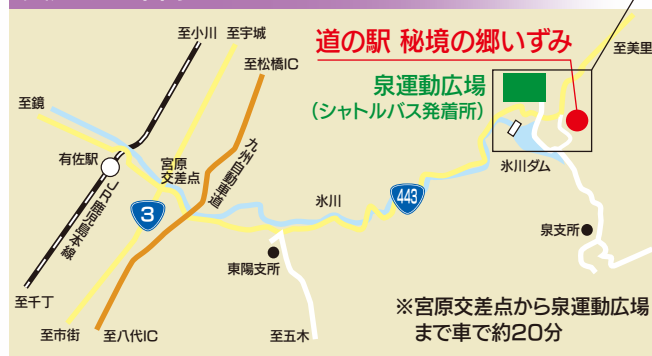 至小川
至宇城
道の駅 秘境の郷いずみ
至松橋IC
至美里
泉運動広場
(シャトルバス発着所)
至鏡
九州自動車道
有佐駅
宮原
交差点
氷川ダム
JR鹿児島本線
3
氷川
443
泉支所
東陽支所
至千丁
※宮原交差点から泉運動広場
まで車で約20分
至市街
至八代IC
至五木